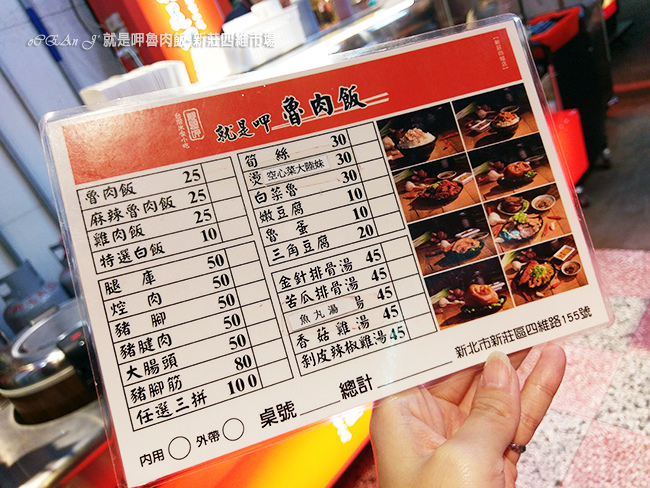 oCEAn J 就是呷魯肉飯-新莊四維市場
就是呷魯肉飯
魯肉飯 25
麻辣魯肉飯 25
雞肉飯 25
特選白飯 10
腿庫 50
焢肉 50
豬腳 50
豬腱肉 50
大腸頭 50
豬腳筋 80
任選三拼 100
筍絲 30
燙 空心菜大陸妹 30
白菜魯 30
嫩豆腐 10
魯蛋 10
三角豆腐 20
金針排骨湯 45
苦瓜排骨湯 45
魚丸湯
香菇雞湯 45
剝皮辣椒雞湯 45
內用 外帶 桌號 總計
新北市新莊區四維路155號